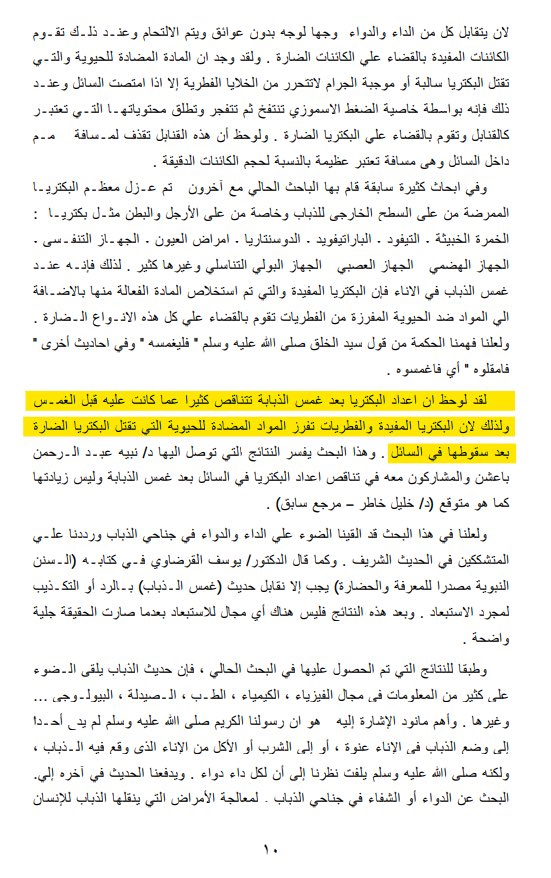 لان يتقابل كل من الداء والدواء وجها لوجه بدون عوائق ويتم الالتحام وعند ذلك تقوم
الكائنات المفيدة بالقضاء علي الكائنات الضارة . ولقد وجد ان المادة المضادة للحيوية والتي
تقتل البكتريا سالبة أو موجبة الجرام لاتتحرر من الخلايا الفطرية إلا اذا امتصت السائل وعند
ذلك فإنه بواسطة خاصية الضغط الاسموزي تنتفخ ثم تتفجر وتطلق محتوياتها التي تعتبر
كالقنابل وتقوم بالقضاء علي البكتريا الضارة . ولوحظ أن هذه القنابل تقذف لمسافة مم
داخل السائل وهى مسافة تعتبر عظيمة بالنسبة لحجم الكائنات الدقيقة .
وفي ابحاث كثيرة سابقة قام بها الباحث الحالي مع آخرون تم عزل معظم البكتريا
الممرضة من على السطح الخارجي للذباب وخاصة من على الأرجل والبطن مثل بكتريا :
الخمرة الخبيثة . التيفود . الباراتيفويد . الدوسنتاريا . امراض العيون . الجهاز التنفسى .
الجهاز الهضمي الجهاز العصبي الجهاز البولي التناسلي وغيرها كثير . لذلك فإنه عند
غمس الذباب في الاناء فإن البكتريا المفيدة والتي تم استخلاص المادة الفعالة منها بالاضافة
الي المواد ضد الحيوية المفرزة من الفطريات تقوم بالقضاء علي كل هذه الانواع الضارة .
ولعلنا فهمنا الحكمة من قول سيد الخلق صلى الله عليه وسلم " فليغمسه " وفي احاديث أخرى "
فامقلوه " أي فاغمسوه .
لقد لوحظ ان اعداد البكتريا بعد غمس الذبابة تتناقص كثيرا عما كانت عليه قبل الغمس
ولذلك لان البكتريا المفيدة والفطريات تفرز المواد المضادة للحيوية التي تقتل البكتريا الضارة
بعد سقوطها في السائل . وهذا البحث يفسر النتائج التي توصل اليها د/ نبيه عبد الرحمن
باعشن والمشاركون معه في تناقص اعداد البكتريا في السائل بعد غمس الذبابة وليس زيادتها
كما هو متوقع (د/ خليل خاطر – مرجع سابق) .
ولعلنا في هذا البحث قد القينا الضوء علي الداء والدواء في جناحي الذباب ورددنا علي
المتشككين في الحديث الشريف . وكما قال الدكتور/ يوسف القرضاوي في كتابه (السنن
النبوية مصدرا للمعرفة والحضارة) يجب إلا نقابل حديث (غمس الذباب) بالرد أو التكذيب
لمجرد الاستبعاد . وبعد هذه النتائج فليس هناك أي مجال للاستبعاد بعدما صارت الحقيقة جلية
واضحة .
وطبقا للنتائج التي تم الحصول عليها في البحث الحالي ، فإن حديث الذباب يلقى الضوء
على كثير من المعلومات في مجال الفيزياء ، الكيمياء ، الطب ، الصيدلة ، البيولوجى ...
وغيرها . وأهم مانود الإشارة إليه هو ان رسولنا الكريم صلى الله عليه وسلم لم يدع أحدا
إلى وضع الذباب في الإناء عنوة ، أو إلى الشرب أو الأكل من الإناء الذى وقع فيه الذباب ،
ولكنه صلى الله عليه وسلم يلفت نظرنا إلى أن لكل داء دواء . ويدفعنا الحديث في آخره إلي.
البحث عن الدواء أو الشفاء في جناحي الذباب . لمعالجة الأمراض التي ينقلها الذباب للإنسان
١٠